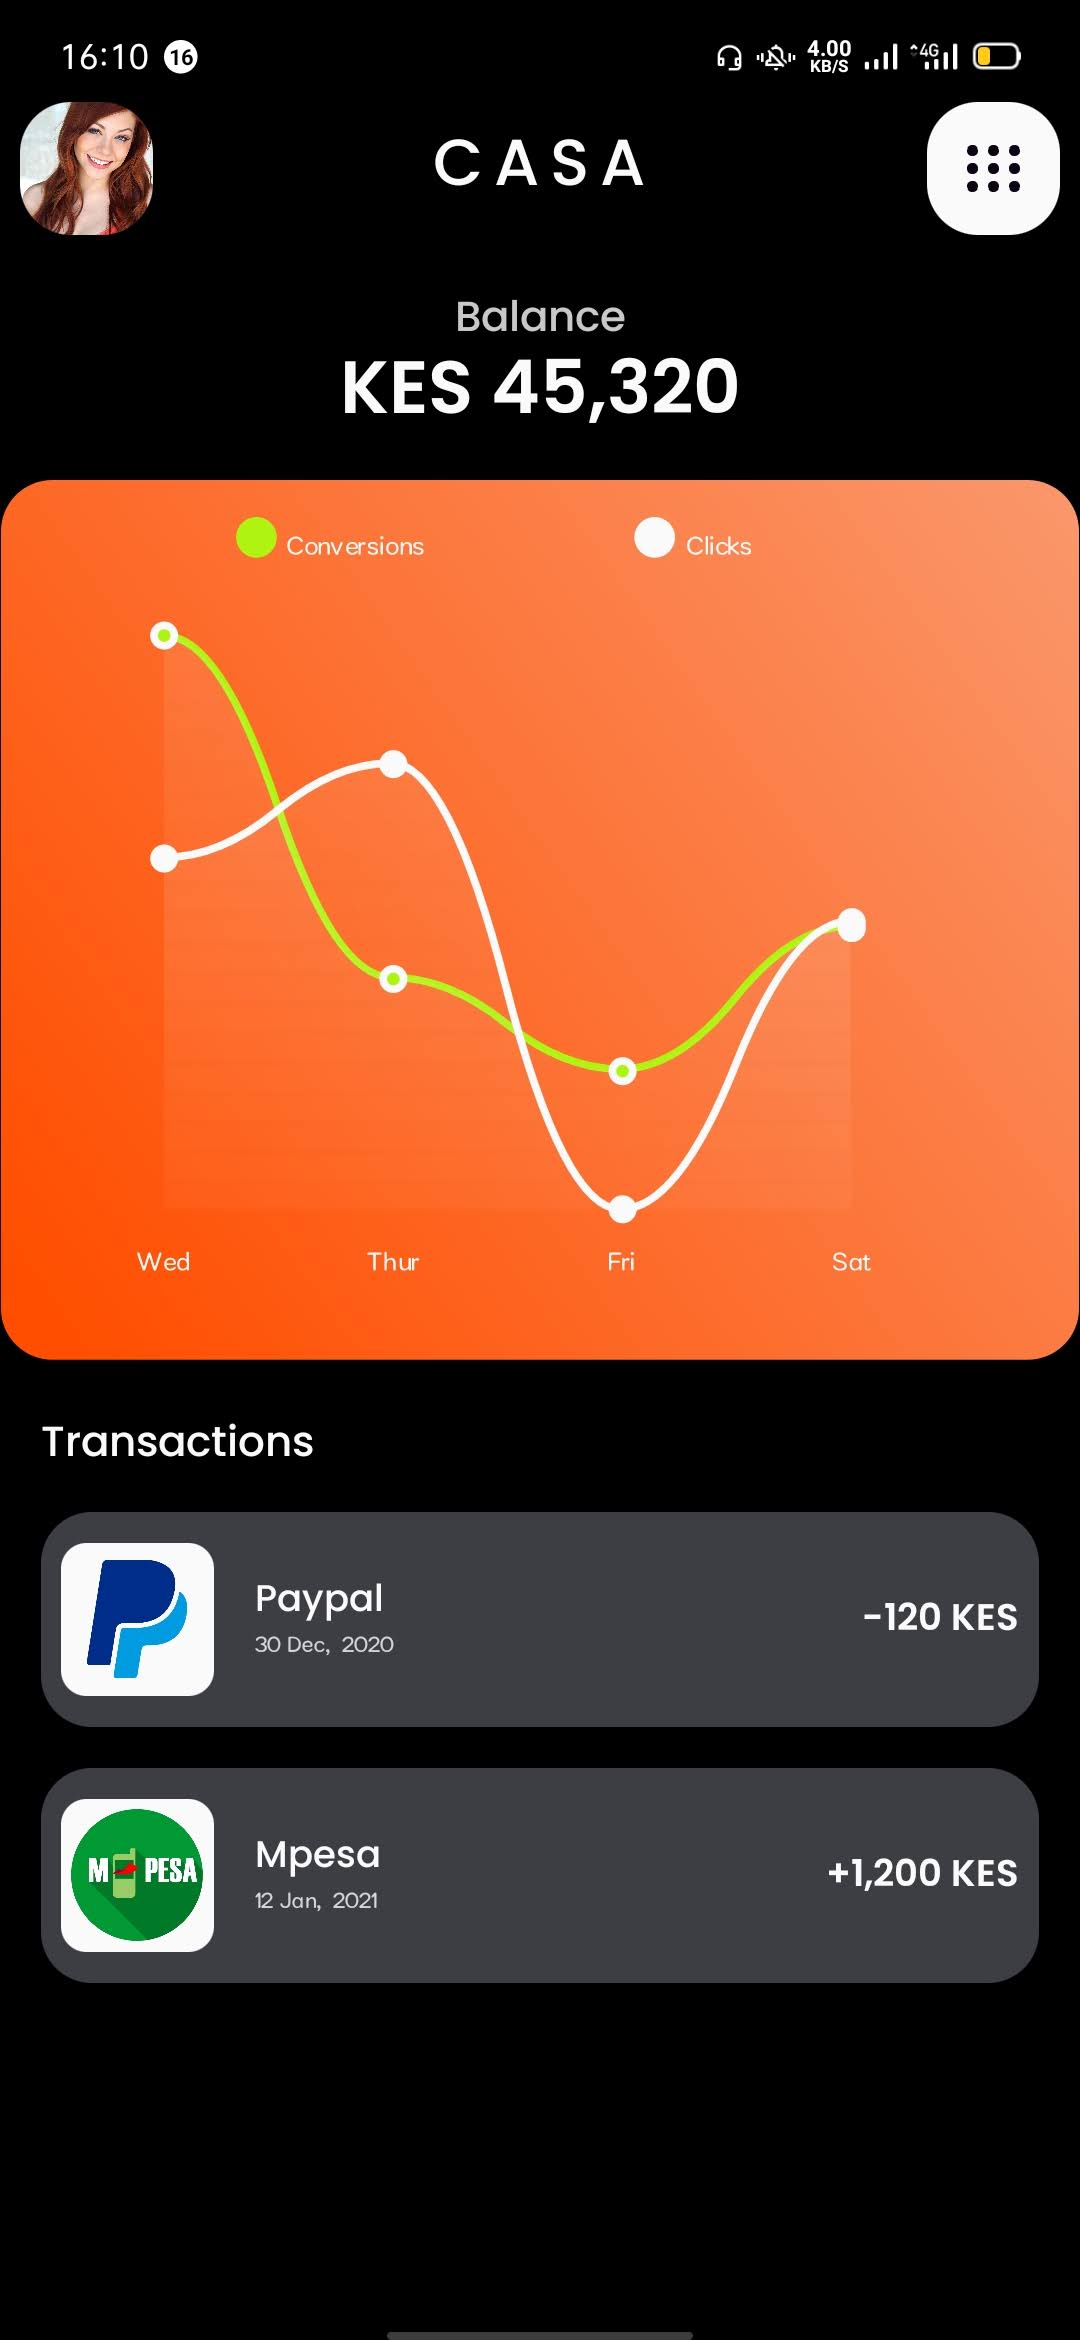 16:10 16 4.00 KB/S 4G
CASA
Balance
KES 45,320
Conversions Clicks
Wed Thur Fri Sat
Transactions
Paypal
30 Dec, 2020
-120 KES
M PESA
Mpesa
12 Jan, 2021
+1,200 KES